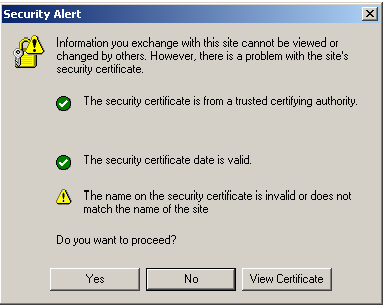 Security Alert
Information you exchange with this site cannot be viewed or
changed by others. However, there is a problem with the site's
security certificate.
The security certificate is from a trusted certifying authority.
The security certificate date is valid.
The name on the security certificate is invalid or does not
match the name of the site
Do you want to proceed?
Yes
No
View Certificate